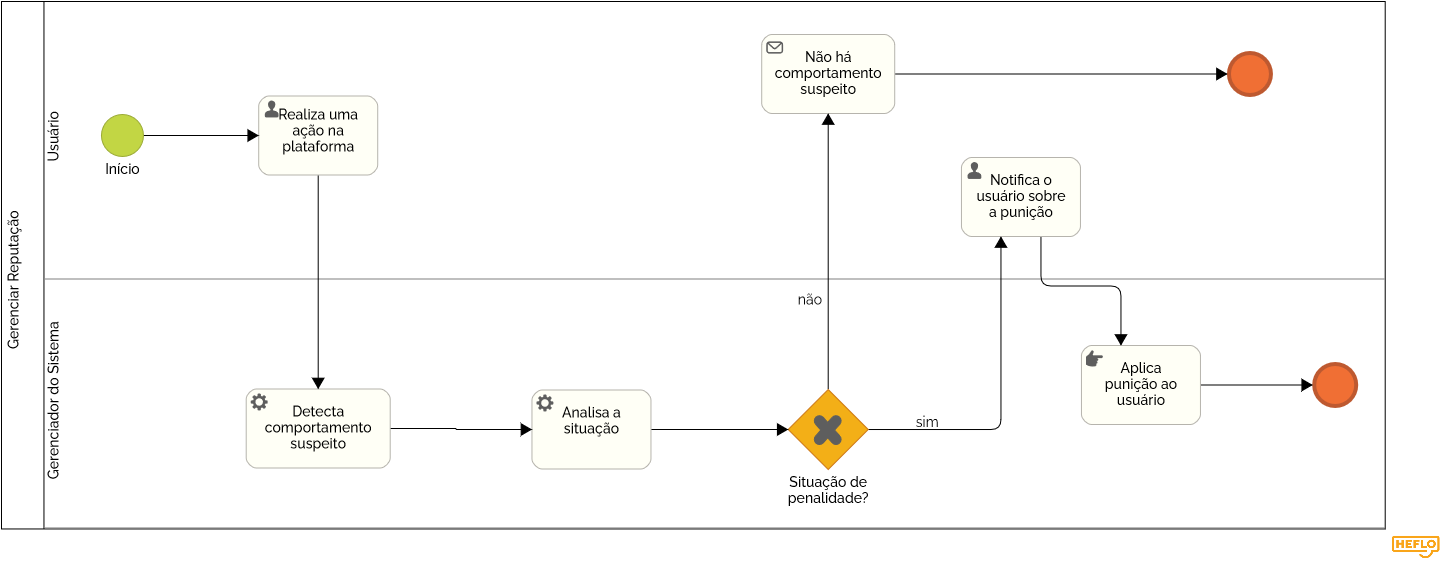 Gerenciar Reputação
Usuário
Início
Realiza uma
ação na
plataforma
Não há
comportamento
suspeito
Notifica o
usuário sobre
a punição
Gerenciador do Sistema
Detecta
comportamento
suspeito
Analisa a
situação
não
sim
Situação de
penalidade?
Aplica
punição ao
usuário
HEFLO